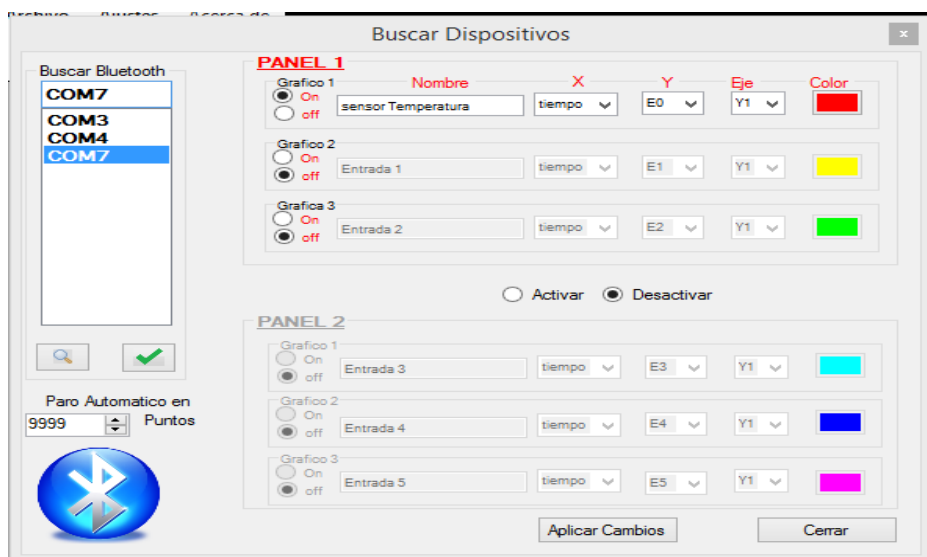 Archivo Ajustes Acerca de
Buscar Dispositivos
x
Buscar Bluetooth
COM7
COM3
COM4
COM7
Paro Automatico en
9999 Puntos
PANEL 1
Grafico 1 Nombre X Y Eje Color
On
off
sensor Temperatura tiempo E0 Y1
Grafico 2
On
off
Entrada 1 tiempo E1 Y1
Grafica 3
On
off
Entrada 2 tiempo E2 Y1
Activar Desactivar
PANEL 2
Grafico 1
On
off
Entrada 3 tiempo E3 Y1
Grafico 2
On
off
Entrada 4 tiempo E4 Y1
Grafico 3
On
off
Entrada 5 tiempo E5 Y1
Aplicar Cambios Cerrar